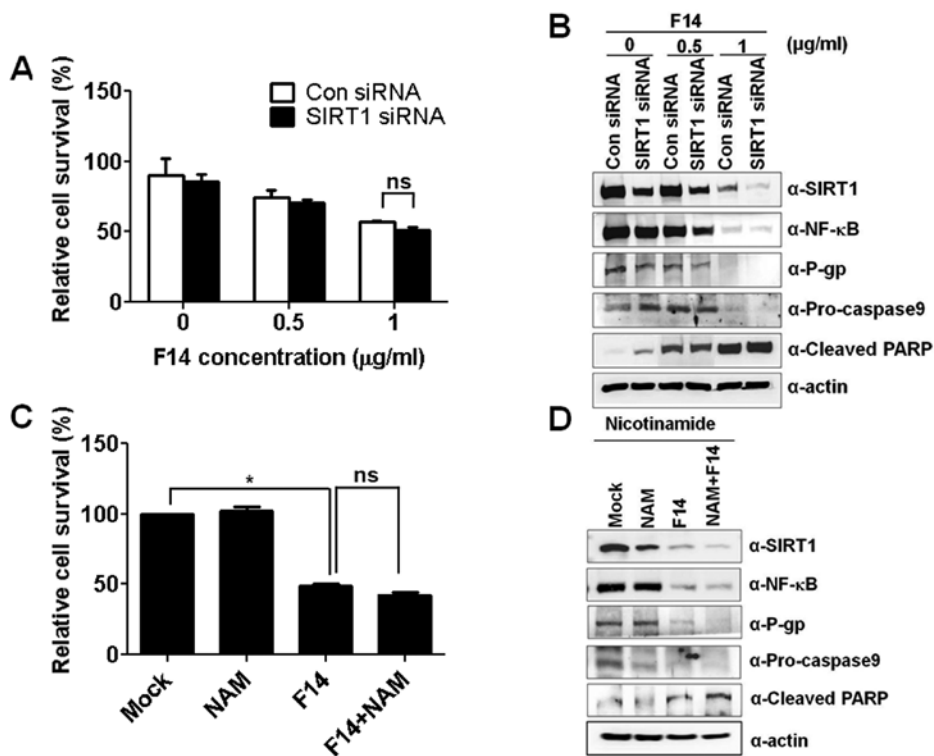 A
Relative cell survival (%)
150
100
50
0
Con siRNA
SIRT1 siRNA
ns
0
0.5
1
F14 concentration (μg/ml)
B
F14
0
0.5
1
(μg/ml)
Con siRNA
SIRT1 siRNA
Con siRNA
SIRT1 siRNA
Con siRNA
SIRT1 siRNA
α-SIRT1
α-NF-κB
α-P-gp
α-Pro-caspase9
α-Cleaved PARP
α-actin
C
Relative cell survival (%)
150
100
50
0
*
ns
Mock
NAM
F14
F14+NAM
D
Nicotinamide
Mock
NAM
F14
NAM+F14
α-SIRT1
α-NF-κB
α-P-gp
α-Pro-caspase9
α-Cleaved PARP
α-actin